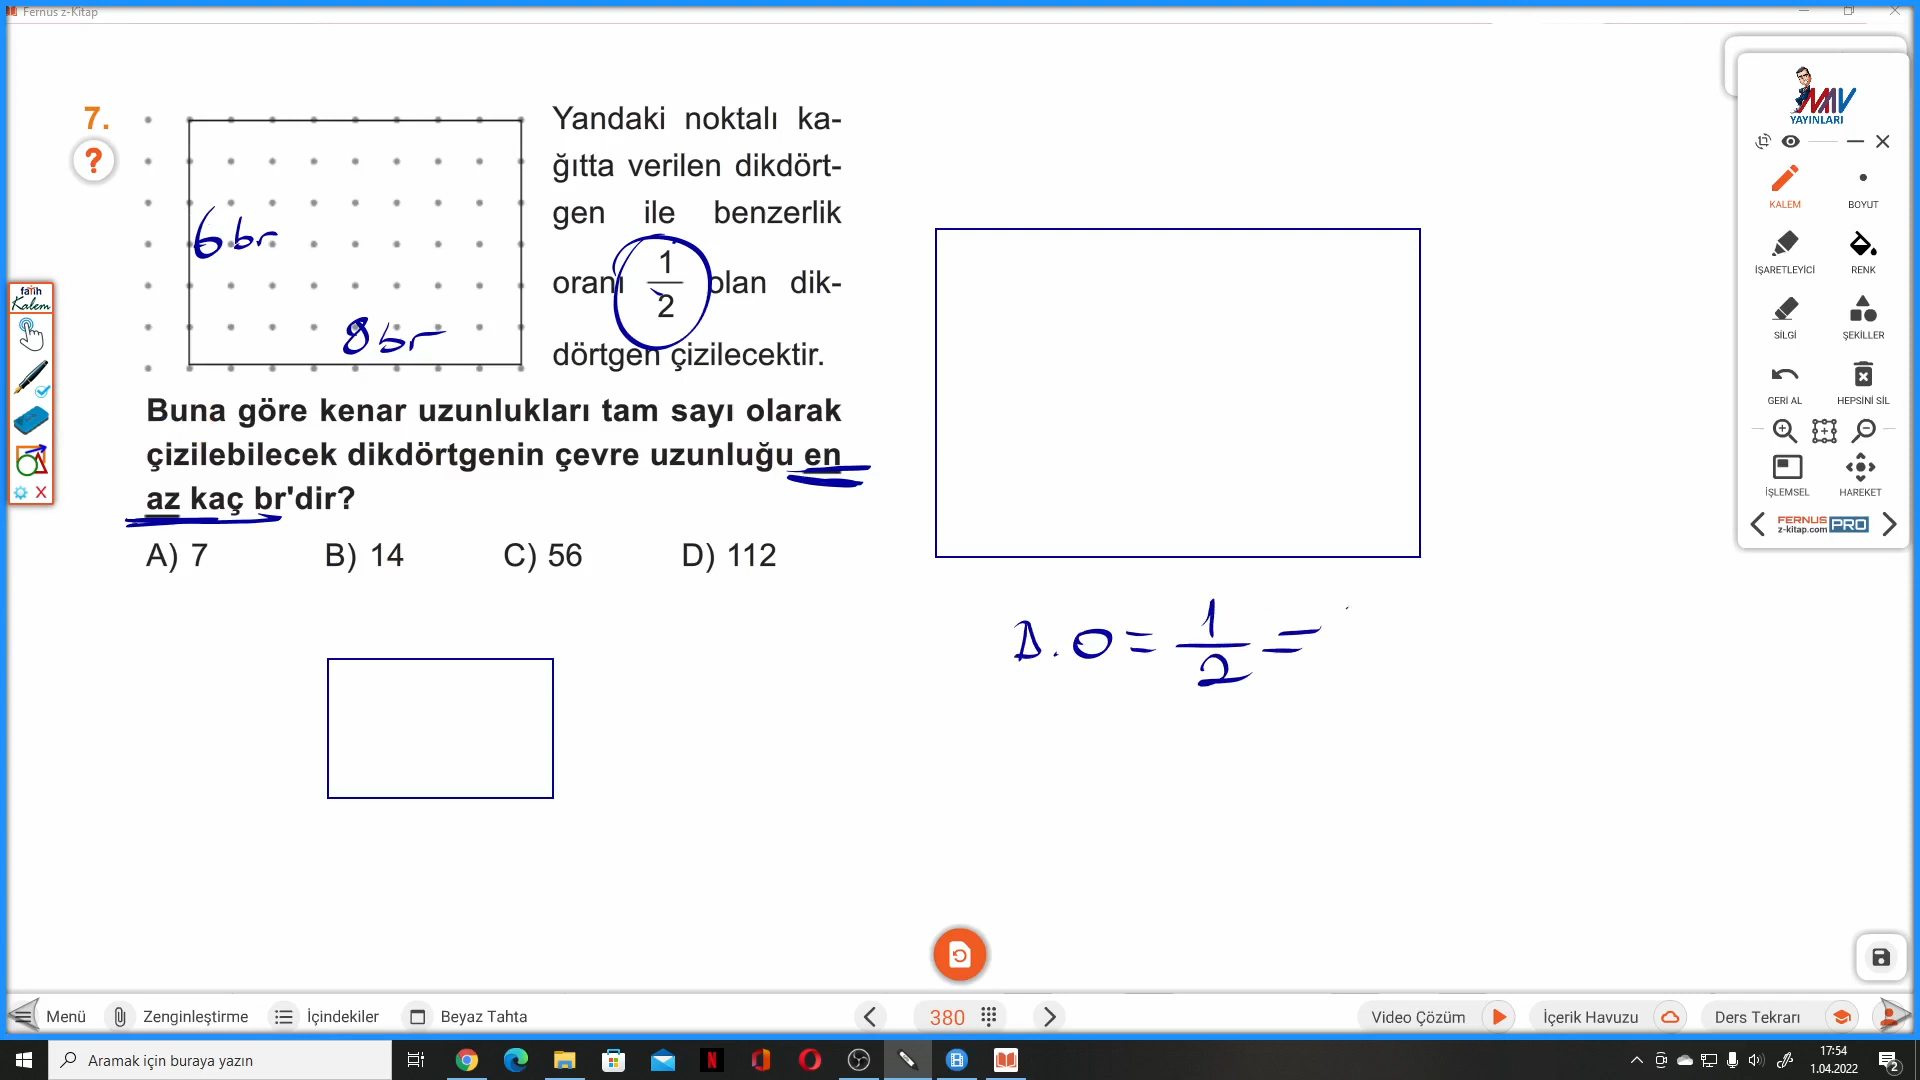 Fernus z-Kitap
7.
?
Yandaki noktalı ka-
ğıtta verilen dikdört-
gen ile benzerlik
oranı 1/2 olan dik-
dörtgen çizilecektir.
6br
8br
Buna göre kenar uzunlukları tam sayı olarak
çizilebilecek dikdörtgenin çevre uzunluğu en
az kaç br'dir?
A) 7 B) 14 C) 56 D) 112
B.O = 1/2 =
fatih
Kalem
X
MAV
YAYINLARI
KALEM BOYUT
İŞARETLEYİCİ RENK
SİLGİ ŞEKİLLER
GERİ AL HEPSİNİ SİL
İŞLEMSEL HAREKET
FERNUS
z-kitap.com PRO
Menü Zenginleştirme İçindekiler Beyaz Tahta 380 Video Çözüm İçerik Havuzu Ders Tekrarı
Aramak için buraya yazın
N
17:54
1.04.2022
2